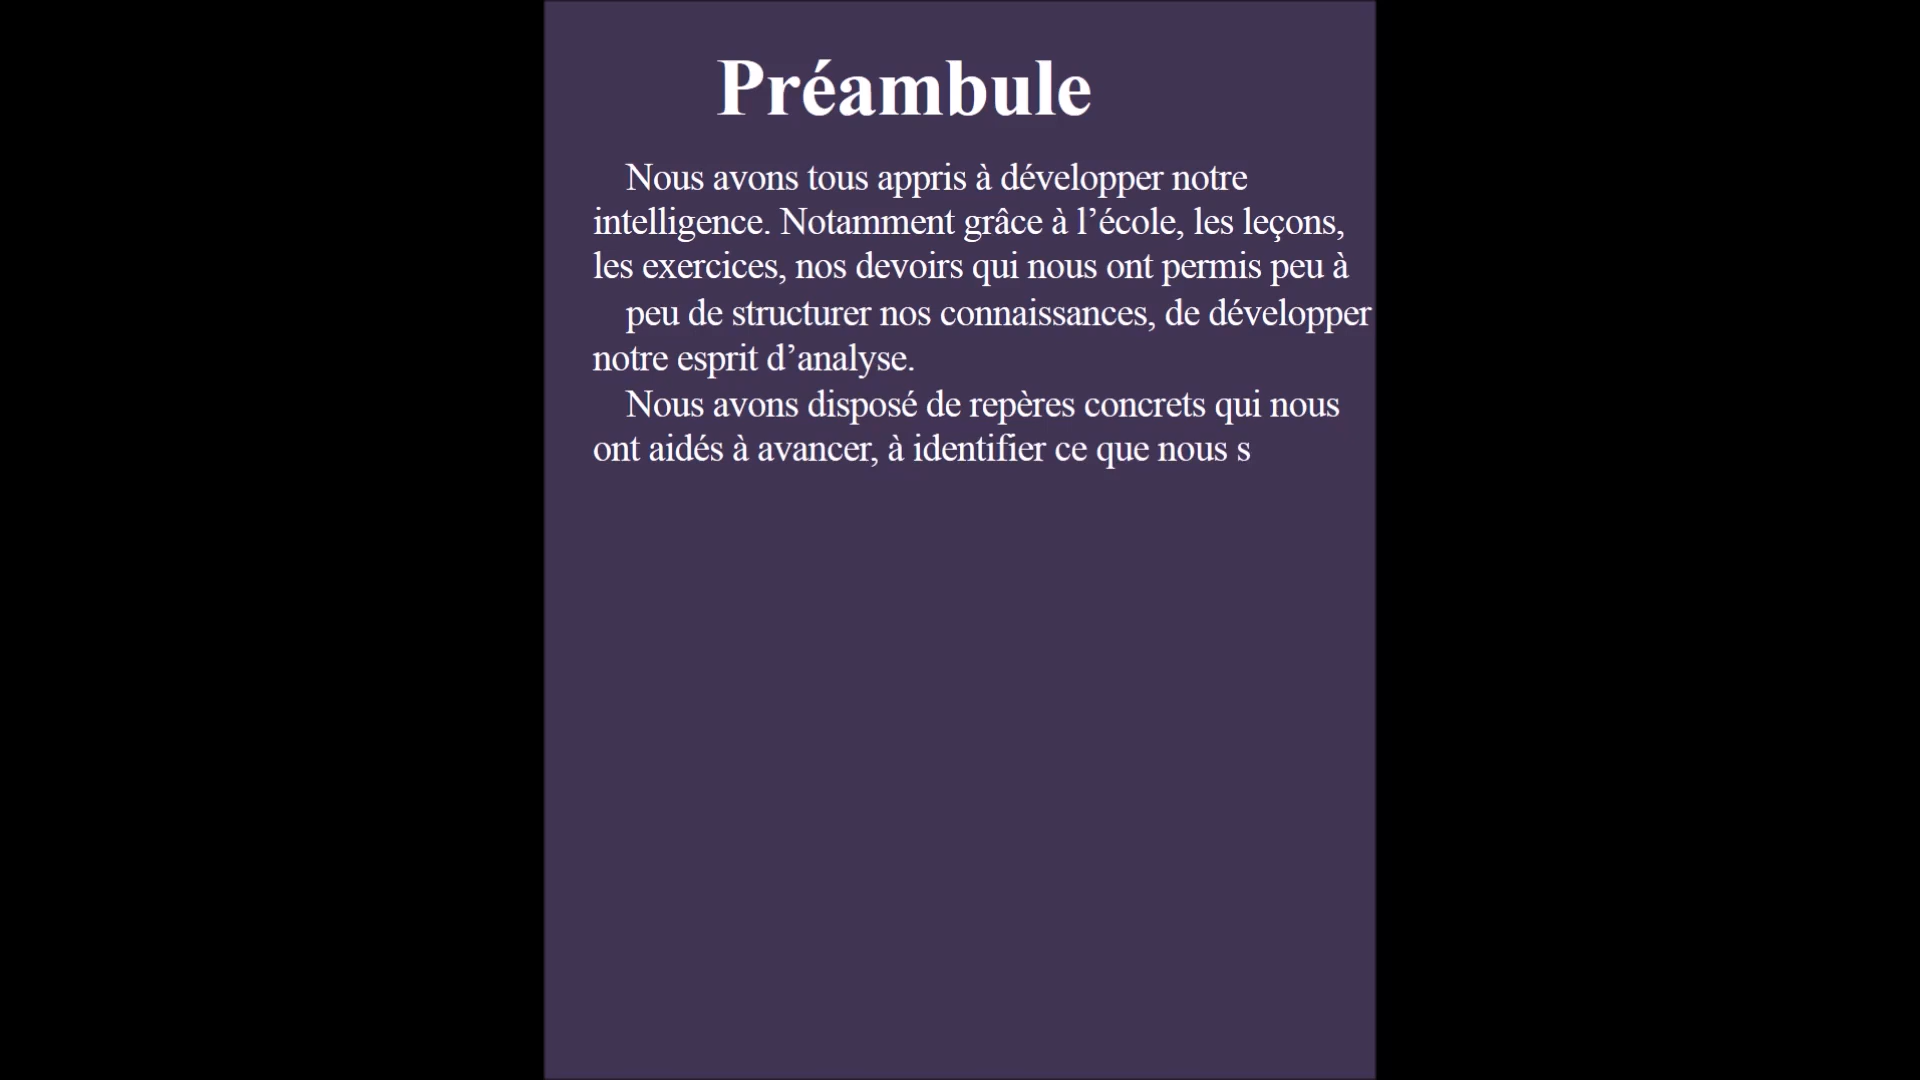 Préambule
Nous avons tous appris à développer notre
intelligence. Notamment grâce à l’école, les leçons,
les exercices, nos devoirs qui nous ont permis peu à
peu de structurer nos connaissances, de développer
notre esprit d’analyse.
Nous avons disposé de repères concrets qui nous
ont aidés à avancer, à identifier ce que nous s